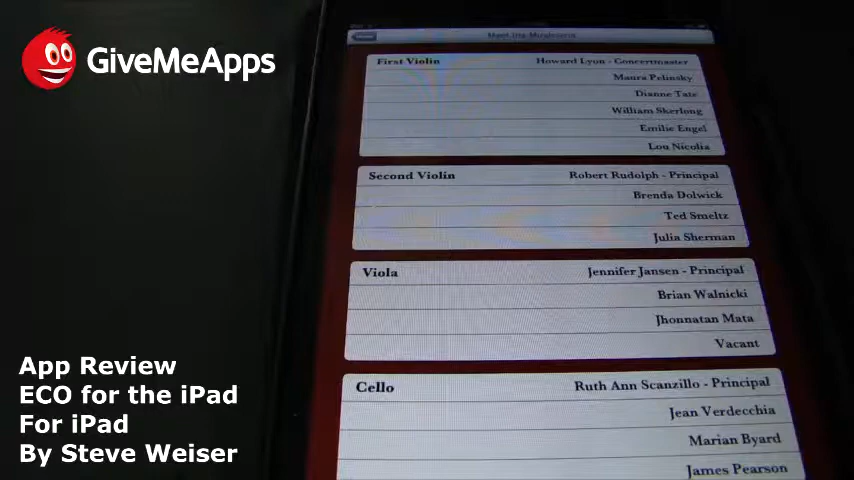 GiveMeApps
Meet the Musicians
First Violin Howard Lyon - Concertmaster
Maura Pelinsky
Dianne Tate
William Skerlong
Emilie Engel
Lou Nicolia
Second Violin Robert Rudolph - Principal
Brenda Dolwick
Ted Smeltz
Julia Sherman
Viola Jennifer Jansen - Principal
Brian Walnicki
Jhonnatan Mata
Vacant
Cello Ruth Ann Scanzillo - Principal
Jean Verdecchia
Marian Byard
James Pearson
App Review
ECO for the iPad
For iPad
By Steve Weiser